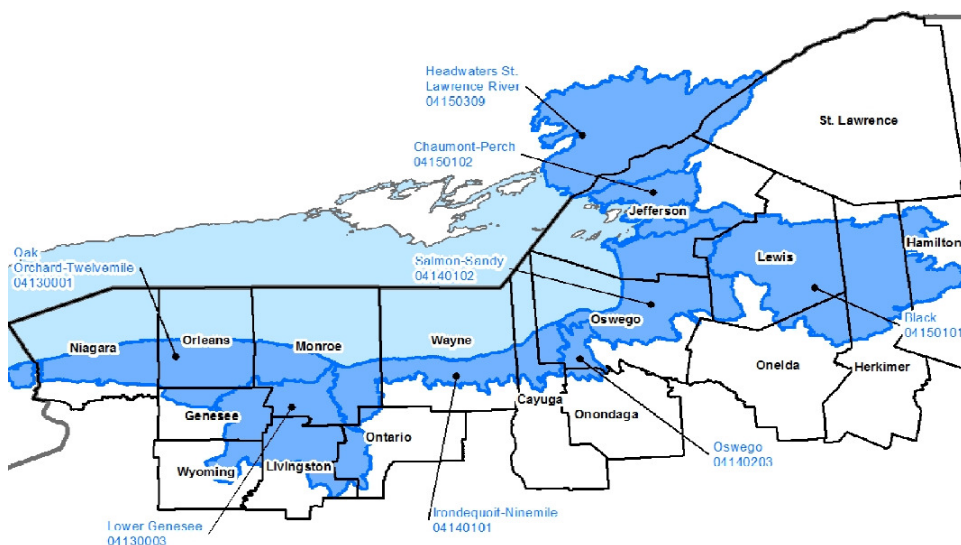 Headwaters St.
Lawrence River
04150309
St. Lawrence
Chaumont-Perch
04150102
Jefferson
Hamilton
Oak
Orchard-Twelvemile
04130001
Salmon-Sandy
04140102
Lewis
Black
04150101
Niagara
Orleans
Monroe
Wayne
Oswego
Oneida
Herkimer
Genesee
Ontario
Cayuga
Onondaga
Wyoming
Livingston
Oswego
04140203
Lower Genesee
04130003
Irondequoit-Ninemile
04140101